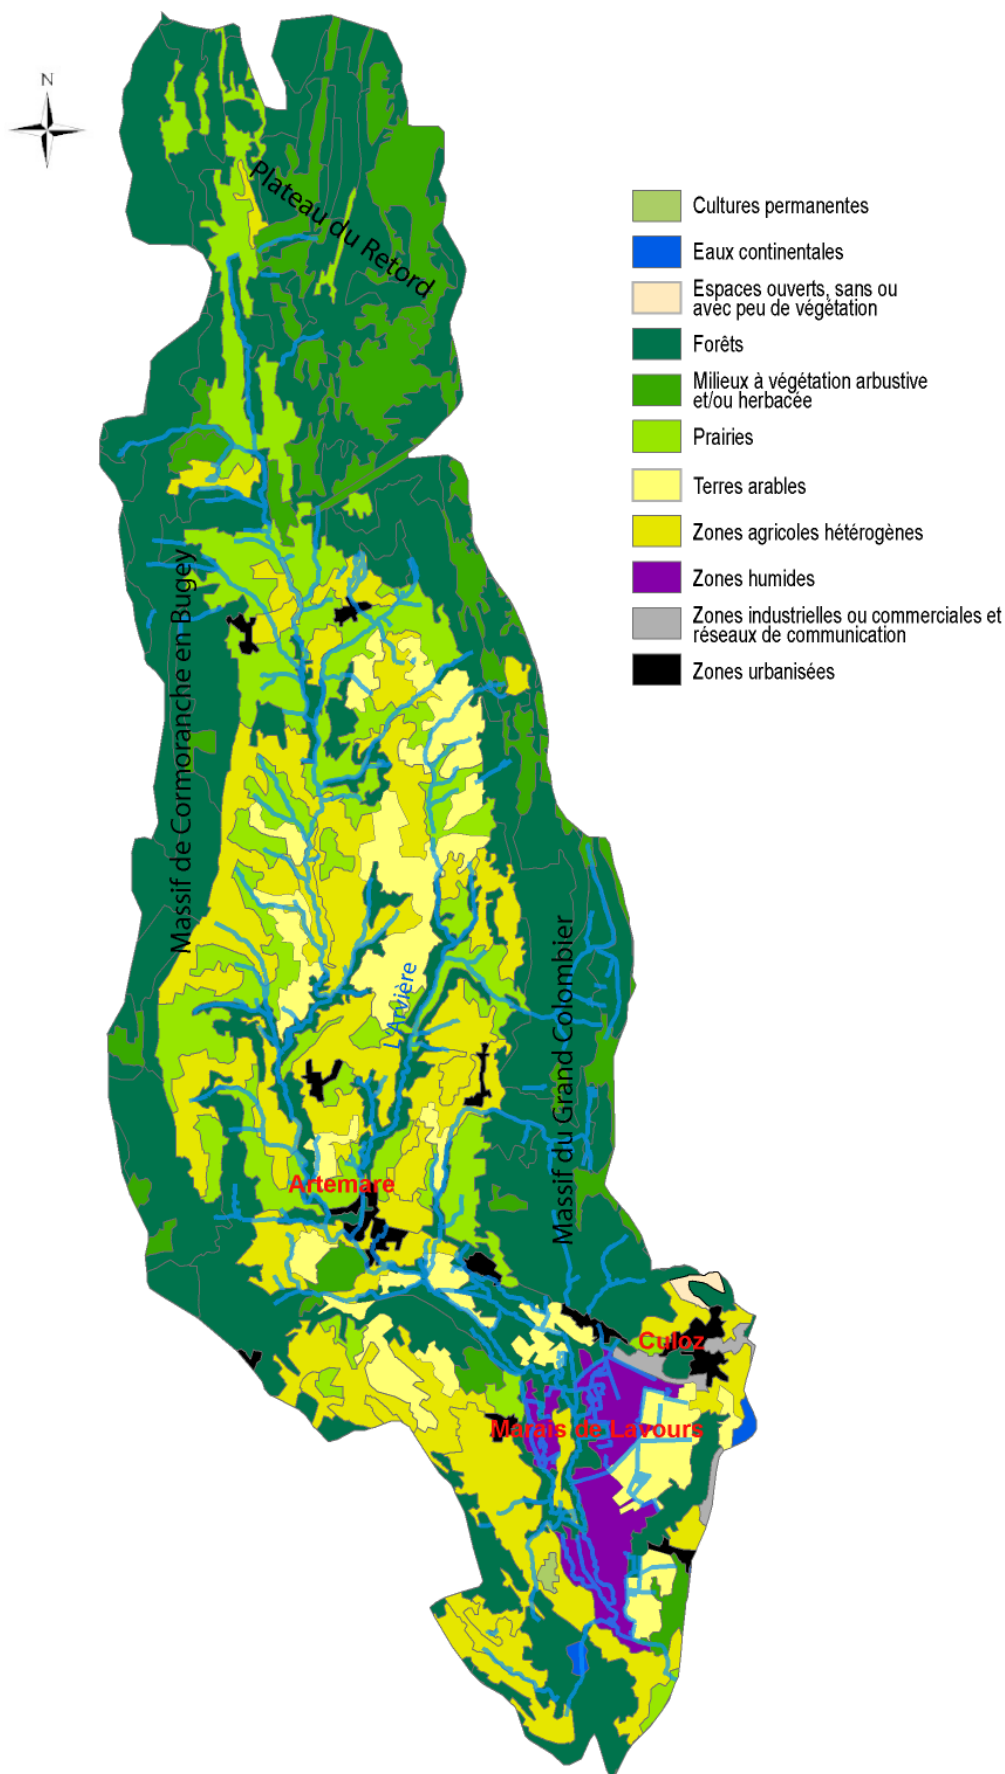 N
Plateau du Retord
Cultures permanentes
Eaux continentales
Espaces ouverts, sans ou
avec peu de végétation
Forêts
Milieux à végétation arbustive
et/ou herbacée
Prairies
Terres arables
Zones agricoles hétérogènes
Zones humides
Zones industrielles ou commerciales et
réseaux de communication
Zones urbanisées
Massif de Cormoranche en Bugey
L'Arvière
Massif du Grand Colombier
Artemare
Culoz
Marais de Lavours